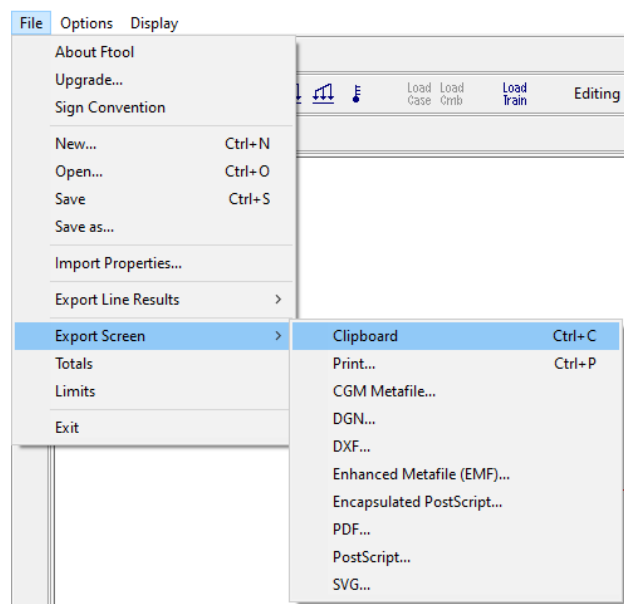 File Options Display
About Ftool
Upgrade...
Sign Convention
Load Load Load Editing
Case Cmb Train
New... Ctrl+N
Open... Ctrl+O
Save Ctrl+S
Save as...
Import Properties...
Export Line Results >
Export Screen >
Clipboard Ctrl+C
Totals
Print... Ctrl+P
Limits
CGM Metafile...
Exit
DGN...
DXF...
Enhanced Metafile (EMF)...
Encapsulated PostScript...
PDF...
PostScript...
SVG...